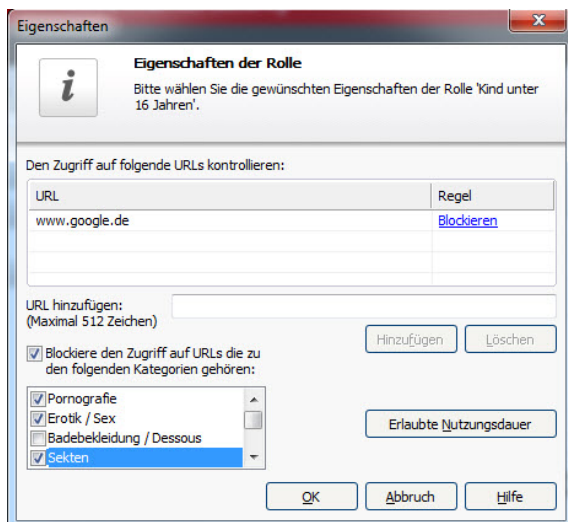 Eigenschaften
Eigenschaften der Rolle
Bitte wählen Sie die gewünschten Eigenschaften der Rolle 'Kind unter
16 Jahren'.
Den Zugriff auf folgende URLs kontrollieren:
URL Regel
www.google.de Blockieren
URL hinzufügen:
(Maximal 512 Zeichen)
Hinzufügen Löschen
Blockiere den Zugriff auf URLs die zu
den folgenden Kategorien gehören:
Pornografie
Erotik / Sex
Badebekleidung / Dessous
Sekten
Erlaubte Nutzungsdauer
OK Abbruch Hilfe